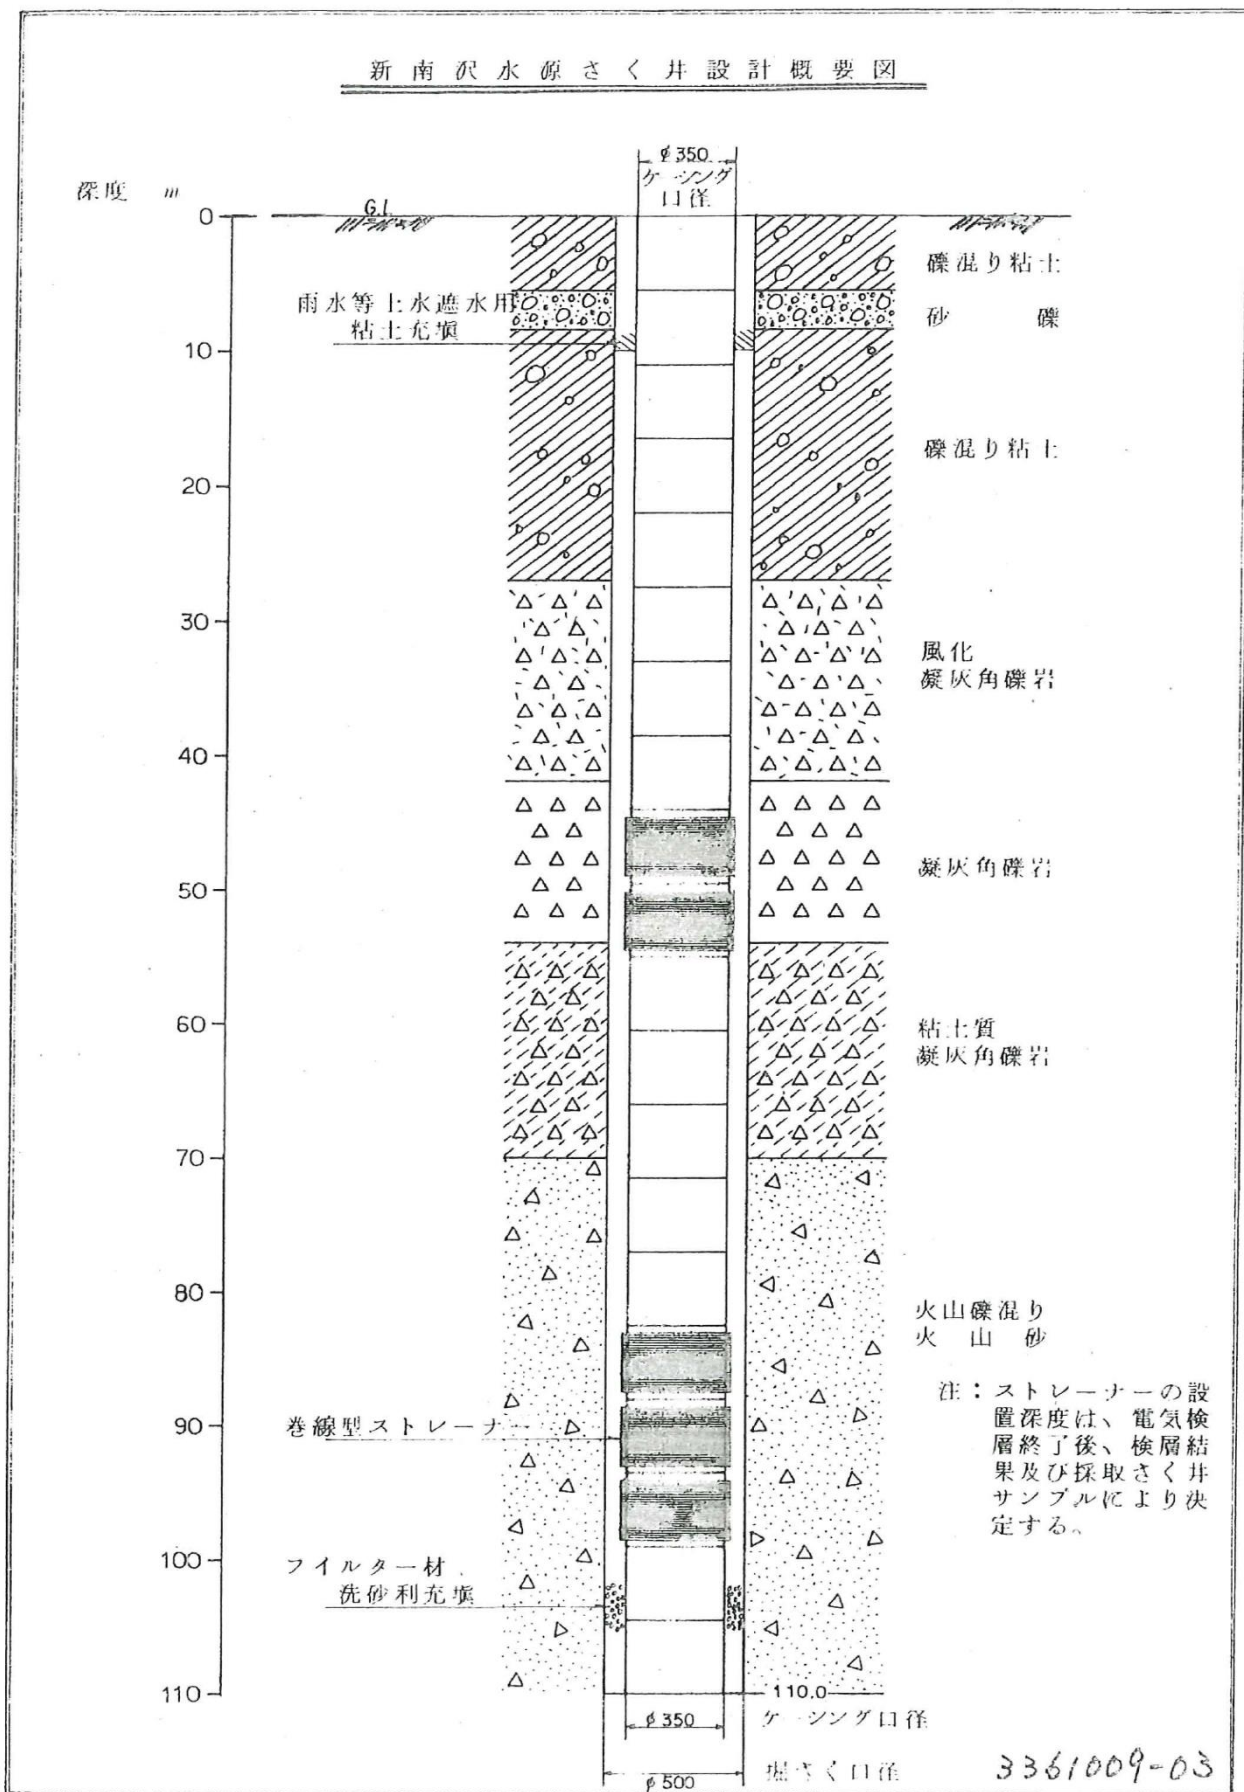 新南沢水源さく井設計概要図
φ350
ケーシング
口径
深度 m
G.L
0
礫混り粘土
雨水等上水遮水用
粘土充塡
砂 礫
10
礫混り粘土
20
30
風化
凝灰角礫岩
40
凝灰角礫岩
50
60
粘土質
凝灰角礫岩
70
80
火山礫混り
火山砂
注：ストレーナーの設
置深度は、電気検
層終了後、検層結
果及び採取さく井
サンプルにより決
定する。
90
巻線型ストレーナー
100
フイルター材
洗砂利充塡
110
110.0
φ350
ケーシング口径
φ500
堀さく口径
3361009-03